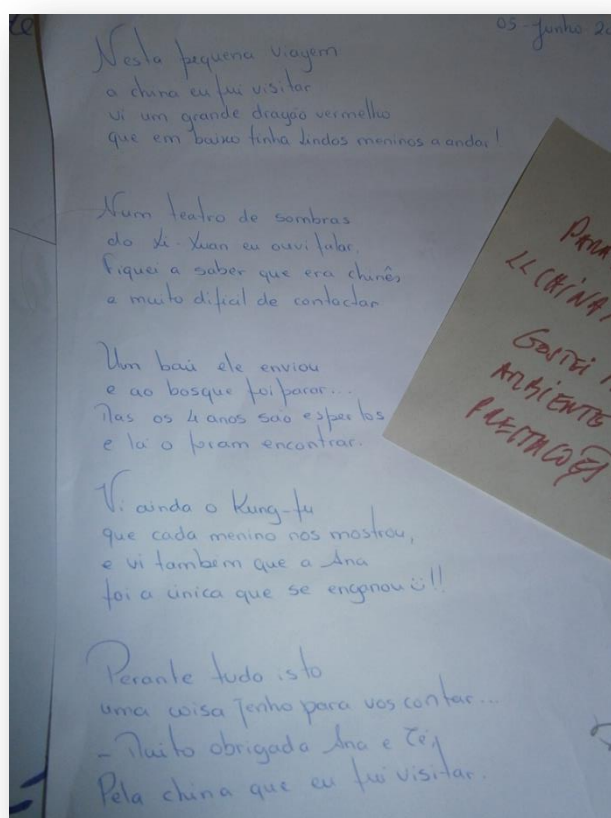 05-Junho 20
Nesta pequena viagem
a china eu fui visitar
vi um grande dragão vermelho
que em baixo tinha lindos meninos a andar!
Num teatro de sombras
do Xi-Xuan eu ouvi falar,
fiquei a saber que era chinês
e muito dificil de contactar
Um baú ele enviou
e ao bosque foi parar...
Mas os 4 anos são espertos
e lá o foram encontrar.
Vi ainda o Kung-fu
que cada menino nos mostrou,
e vi tambem que a Ana
foi a única que se enganou ü!!
Perante tudo isto
uma coisa tenho para vos contar...
- Muito obrigada Ana e
Pela china que eu fui visitar.
PARA
"CHINA
GOSTEI
AMBIENTE